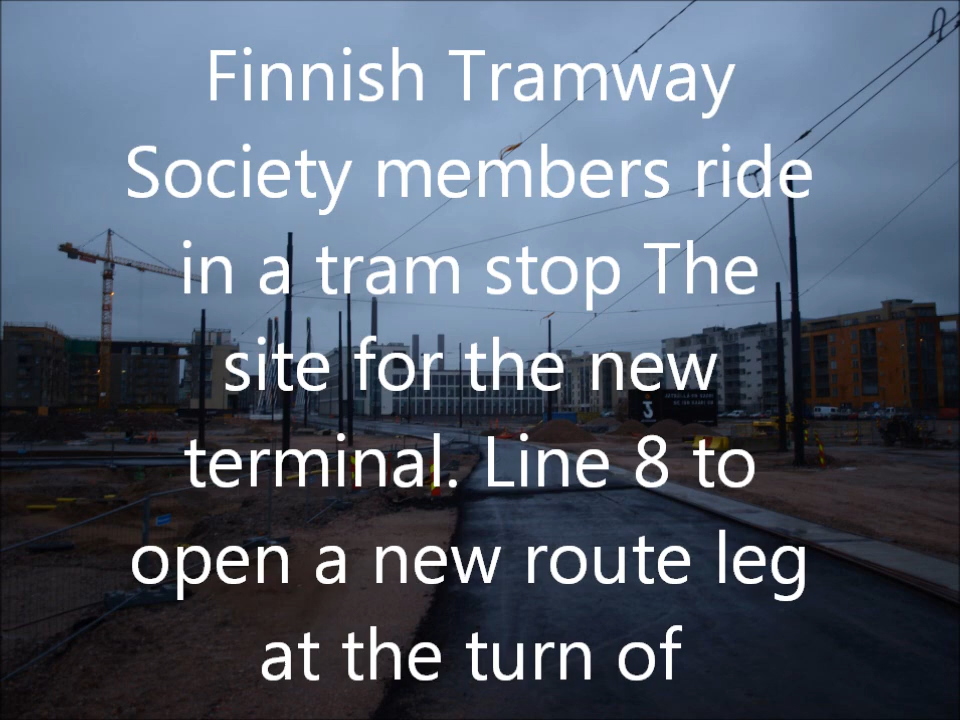 Finnish Tramway
Society members ride
in a tram stop The
site for the new
terminal. Line 8 to
open a new route leg
at the turn of
3